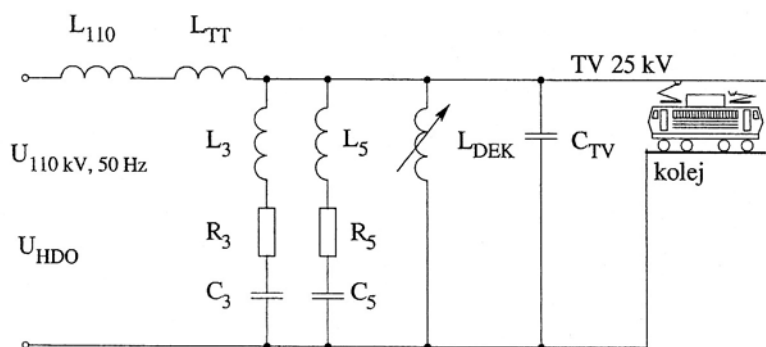 L110
LTT
TV 25 kV
L3
L5
LDEK
CTV
U110 kV, 50 Hz
kolej
R3
R5
UHDO
C3
C5